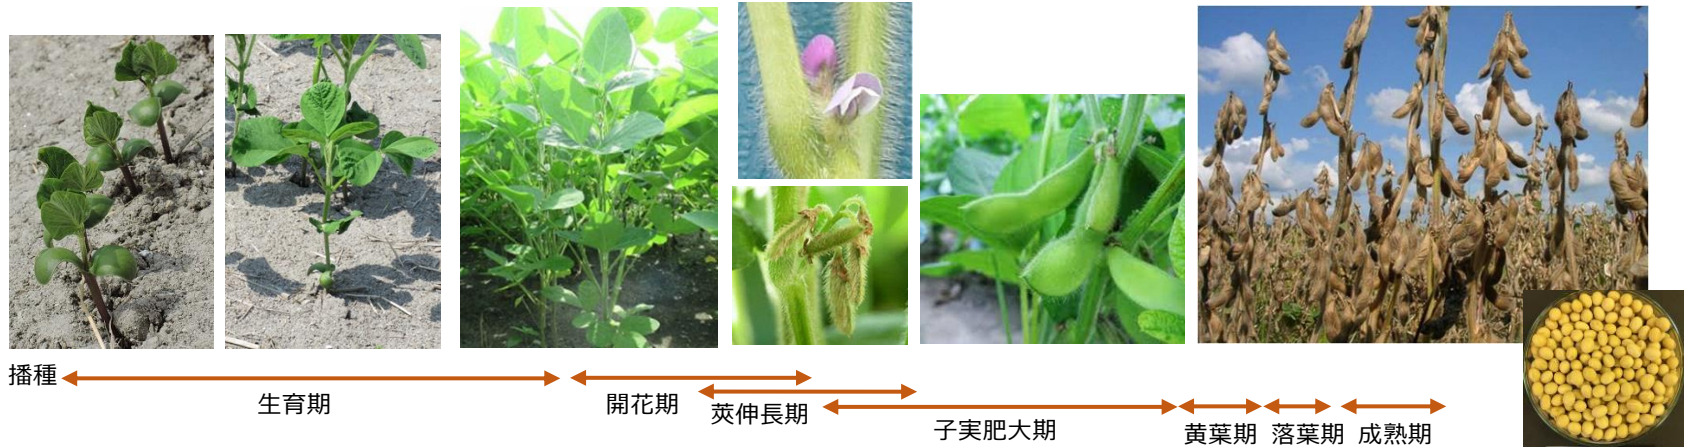 播種
生育期
開花期
莢伸長期
子実肥大期
黄葉期
落葉期
成熟期